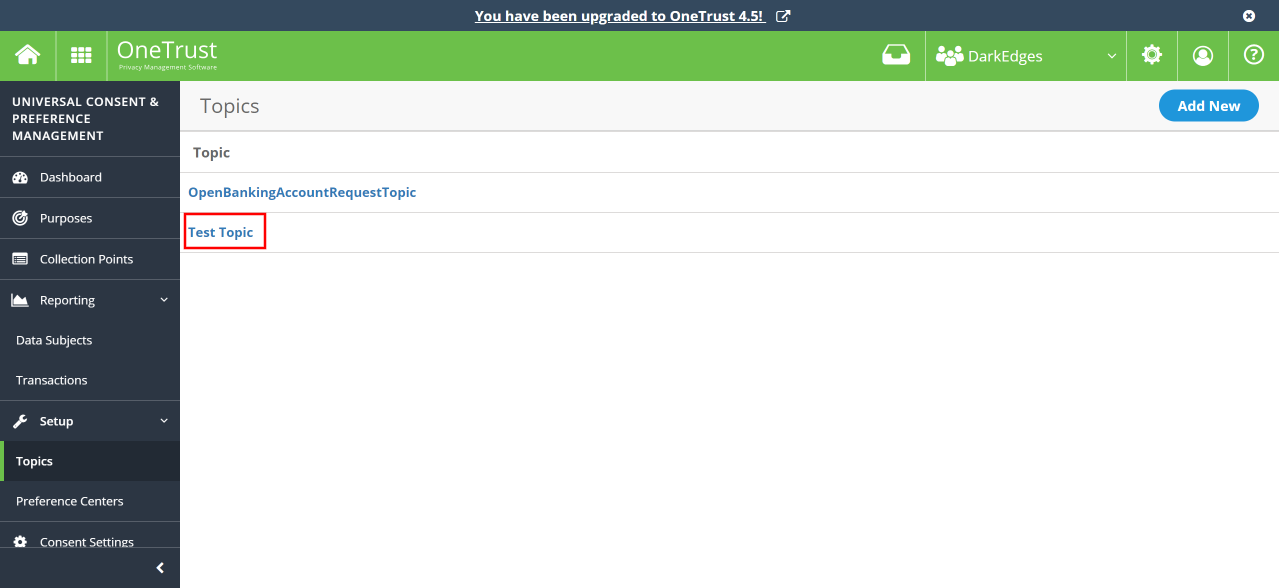 You have been upgraded to OneTrust 4.5!
OneTrust
Privacy Management Software
DarkEdges
UNIVERSAL CONSENT &
PREFERENCE
MANAGEMENT
Dashboard
Purposes
Collection Points
Reporting
Data Subjects
Transactions
Setup
Topics
Preference Centers
Consent Settings
Topics
Add New
Topic
OpenBankingAccountRequestTopic
Test Topic